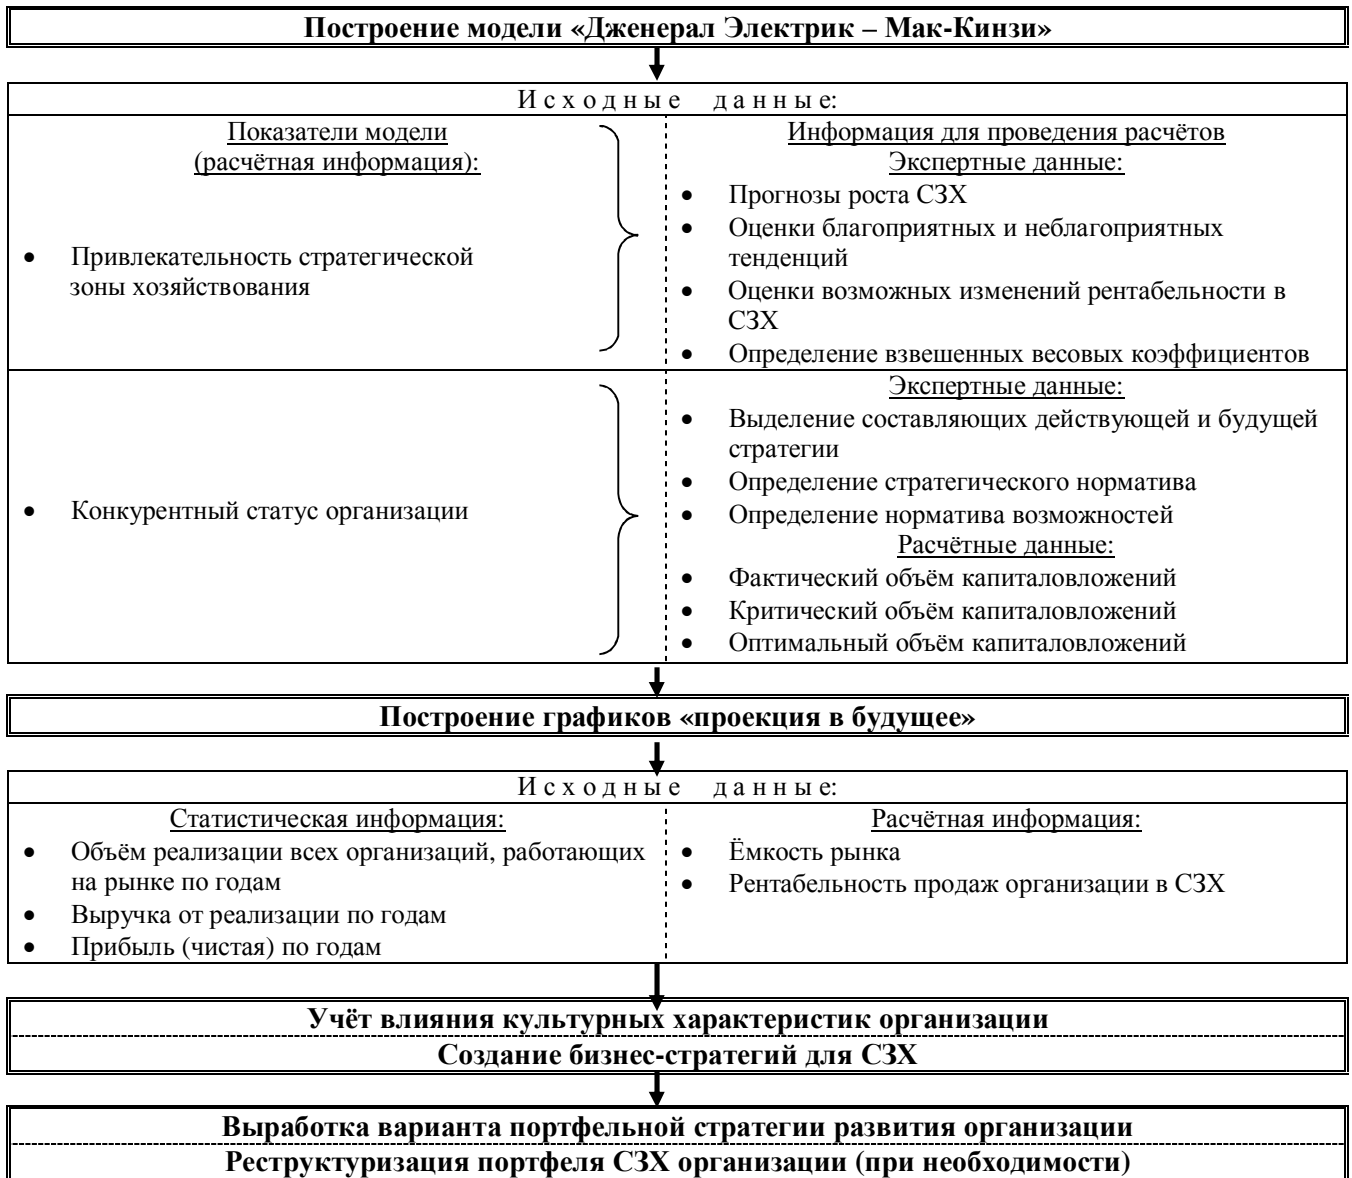 Построение модели «Дженерал Электрик – Мак-Кинзи»
И с х о д н ы е д а н н ы е:
Показатели модели
(расчётная информация):
• Привлекательность стратегической
зоны хозяйствования
Информация для проведения расчётов
Экспертные данные:
• Прогнозы роста СЗХ
• Оценки благоприятных и неблагоприятных
тенденций
• Оценки возможных изменений рентабельности в
СЗХ
• Определение взвешенных весовых коэффициентов
• Конкурентный статус организации
Экспертные данные:
• Выделение составляющих действующей и будущей
стратегии
• Определение стратегического норматива
• Определение норматива возможностей
Расчётные данные:
• Фактический объём капиталовложений
• Критический объём капиталовложений
• Оптимальный объём капиталовложений
Построение графиков «проекция в будущее»
И с х о д н ы е д а н н ы е:
Статистическая информация:
• Объём реализации всех организаций, работающих
на рынке по годам
• Выручка от реализации по годам
• Прибыль (чистая) по годам
Расчётная информация:
• Ёмкость рынка
• Рентабельность продаж организации в СЗХ
Учёт влияния культурных характеристик организации
Создание бизнес-стратегий для СЗХ
Выработка варианта портфельной стратегии развития организации
Реструктуризация портфеля СЗХ организации (при необходимости)